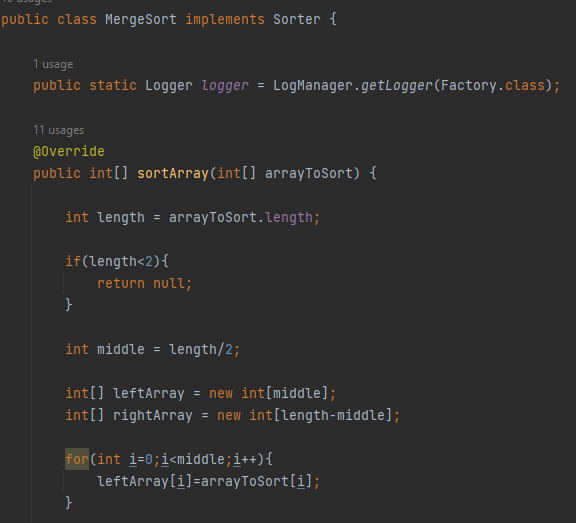 public class MergeSort implements Sorter {
1 usage
public static Logger logger = LogManager.getLogger(Factory.class);
11 usages
@Override
public int[] sortArray(int[] arrayToSort) {
int length = arrayToSort.length;
if(length<2){
return null;
}
int middle = length/2;
int[] leftArray = new int[middle];
int[] rightArray = new int[length-middle];
for(int i=0;i<middle;i++){
leftArray[i]=arrayToSort[i];
}